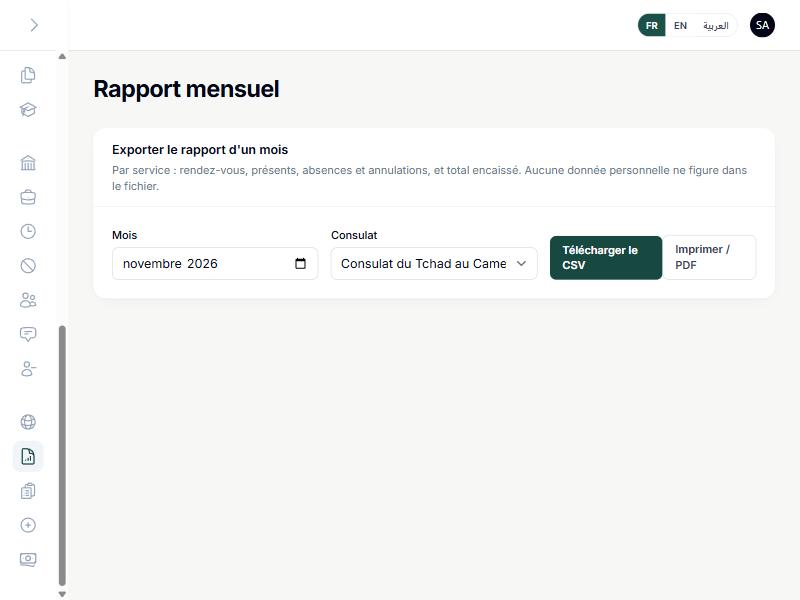 FR EN العربية SA
Rapport mensuel
Exporter le rapport d'un mois
Par service : rendez-vous, présents, absences et annulations, et total encaissé. Aucune donnée personnelle ne figure dans
le fichier.
Mois
novembre 2026
Consulat
Consulat du Tchad au Came
Télécharger le
CSV
Imprimer /
PDF